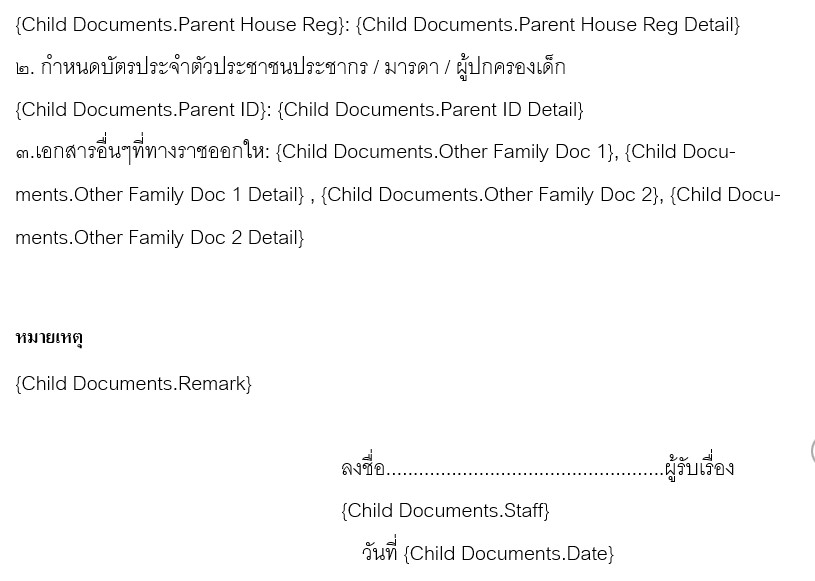 {Child Documents.Parent House Reg}: {Child Documents.Parent House Reg Detail}
๒. กำหนดบัตรประจำตัวประชาชนประชากร / มารดา / ผู้ปกครองเด็ก
{Child Documents.Parent ID}: {Child Documents.Parent ID Detail}
๓.เอกสารอื่นๆที่ทางราชออกให: {Child Documents.Other Family Doc 1}, {Child Docu-
ments.Other Family Doc 1 Detail} , {Child Documents.Other Family Doc 2}, {Child Docu-
ments.Other Family Doc 2 Detail}
หมายเหตุ
{Child Documents.Remark}
ลงชื่อ...................................................ผู้รับเรื่อง
{Child Documents.Staff}
วันที่ {Child Documents.Date}